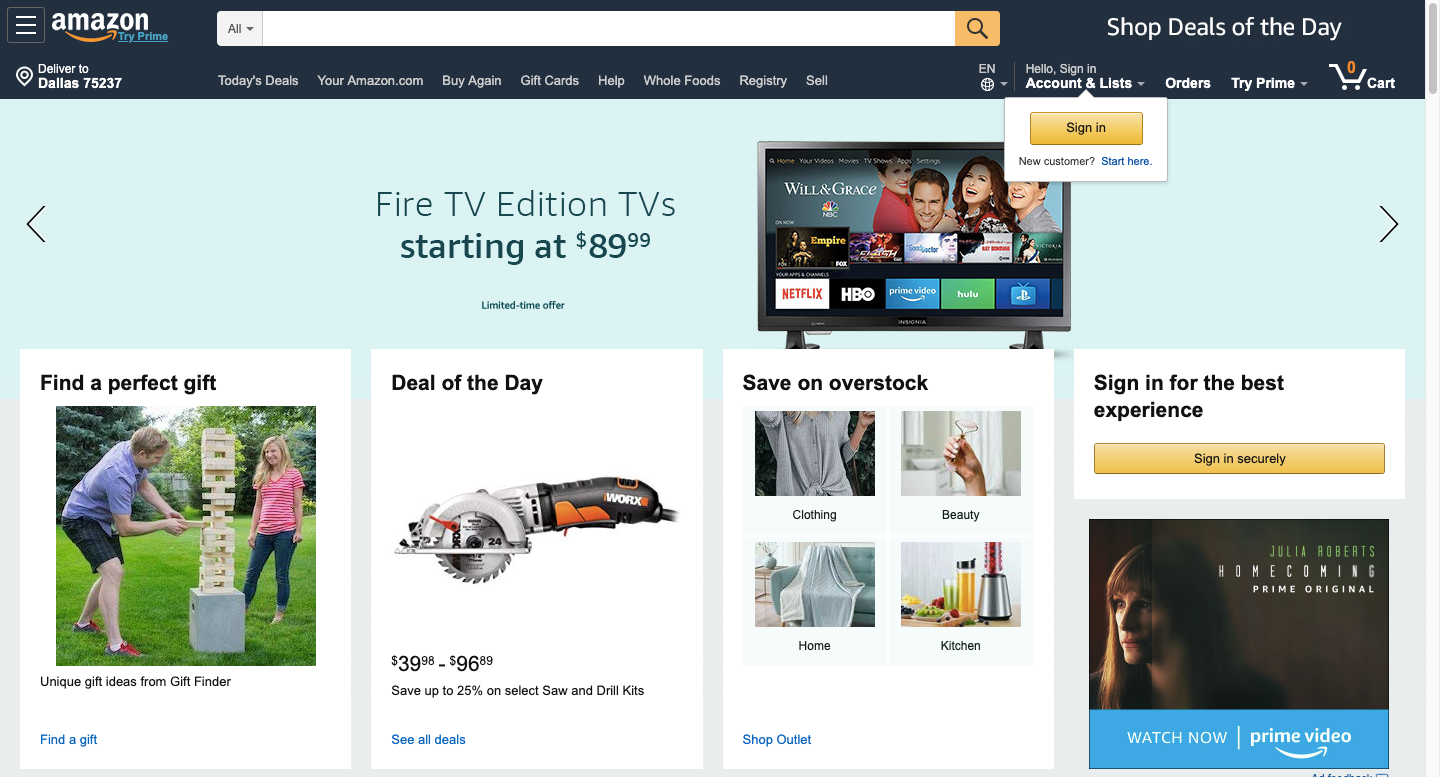 amazon
Try Prime
All
Shop Deals of the Day
Deliver to
Dallas 75237
Today's Deals
Your Amazon.com
Buy Again
Gift Cards
Help
Whole Foods
Registry
Sell
EN
Hello, Sign in
Account & Lists
Orders
Try Prime
0
Cart
Sign in
New customer? Start here.
Fire TV Edition TVs
starting at $89 99
Limited-time offer
Home Your Videos Movies TV Shows Apps Settings
WILL & GRACE
NBC
ON NOW
Empire
FOX
the Good Doctor
RAY DONOVAN
VICTORIA
YOUR APPS & CHANNELS
NETFLIX
HBO
prime video
hulu
INSIGNIA
Find a perfect gift
Unique gift ideas from Gift Finder
Find a gift
Deal of the Day
WORX
24
$39 98 - $96 89
Save up to 25% on select Saw and Drill Kits
See all deals
Save on overstock
Clothing
Beauty
Home
Kitchen
Shop Outlet
Sign in for the best
experience
Sign in securely
JULIA ROBERTS
HOMECOMING
PRIME ORIGINAL
WATCH NOW | prime video
Ad feedback